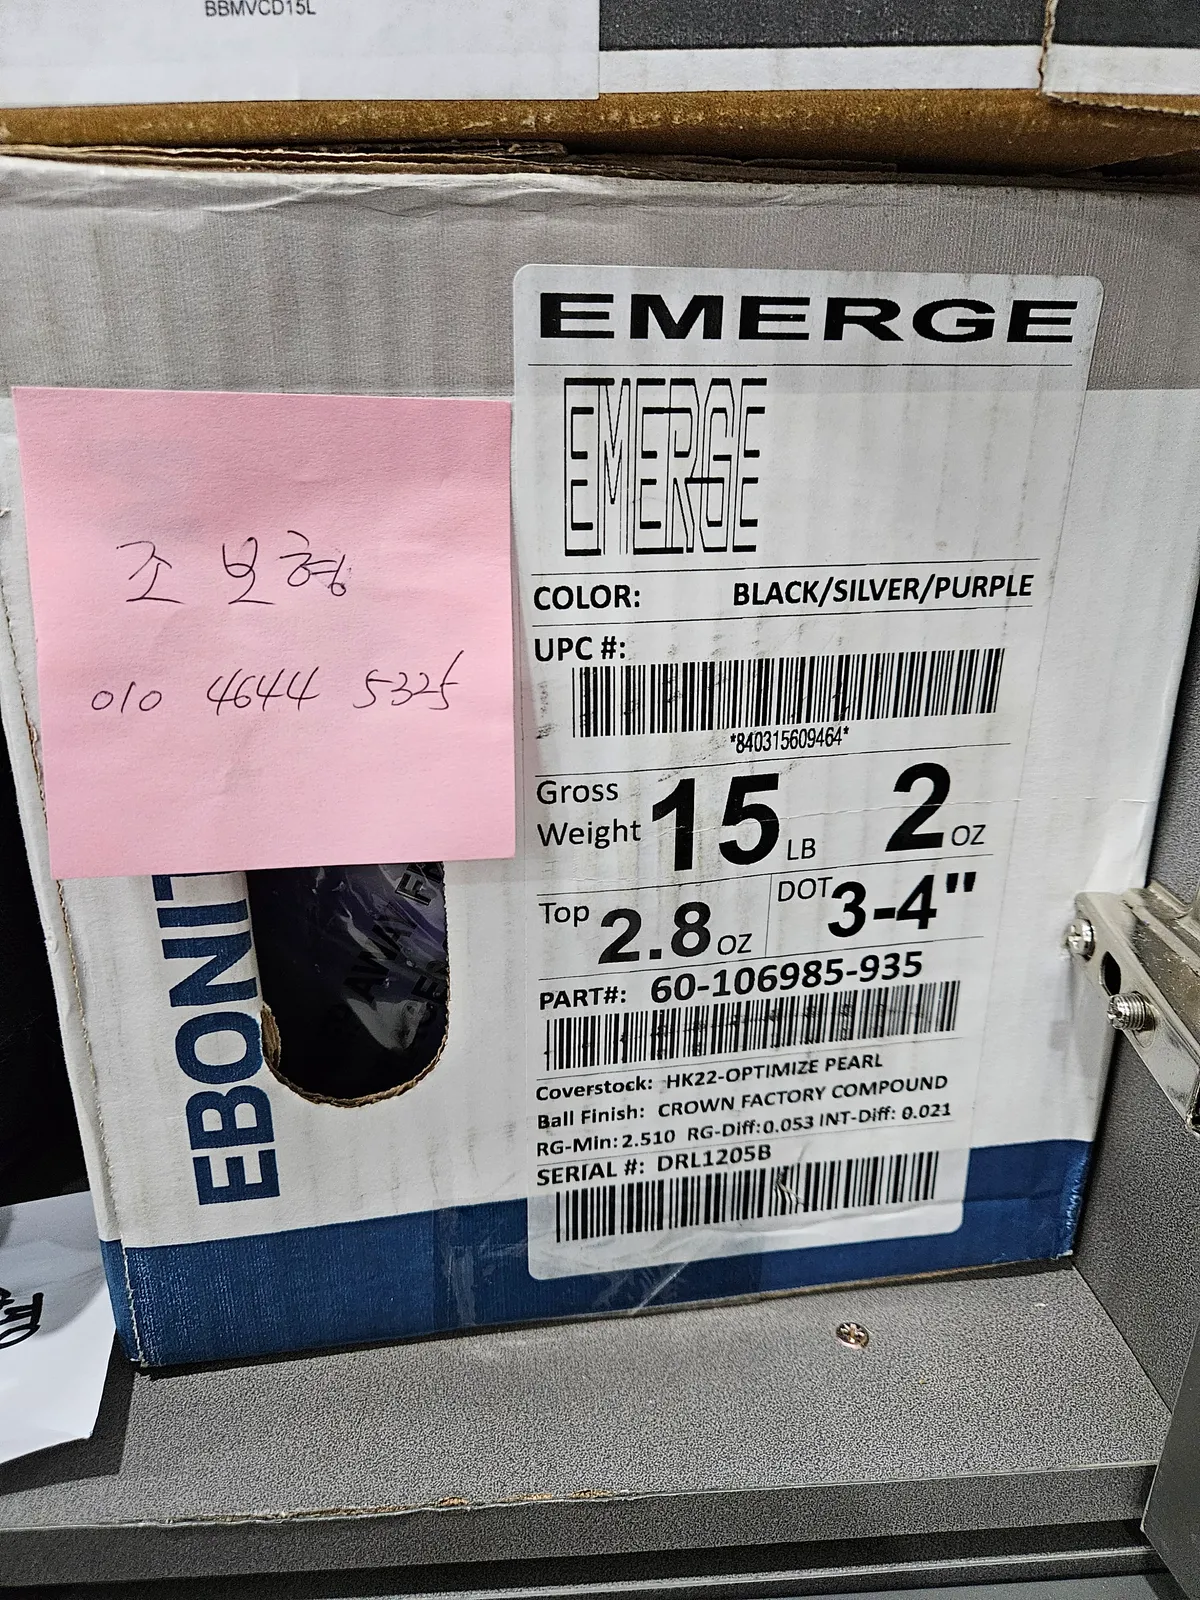 BBMVCD15L
EMERGE
EMERGE
COLOR: BLACK/SILVER/PURPLE
UPC #:
*840315609464*
Gross Weight 15 LB 2 OZ
Top 2.8 OZ DOT 3-4"
PART#: 60-106985-935
Coverstock: HK22-OPTIMIZE PEARL
Ball Finish: CROWN FACTORY COMPOUND
RG-Min: 2.510 RG-Diff: 0.053 INT-Diff: 0.021
SERIAL #: DRL1205B
조보형
010 4644 5325
EBONIT
AWAY